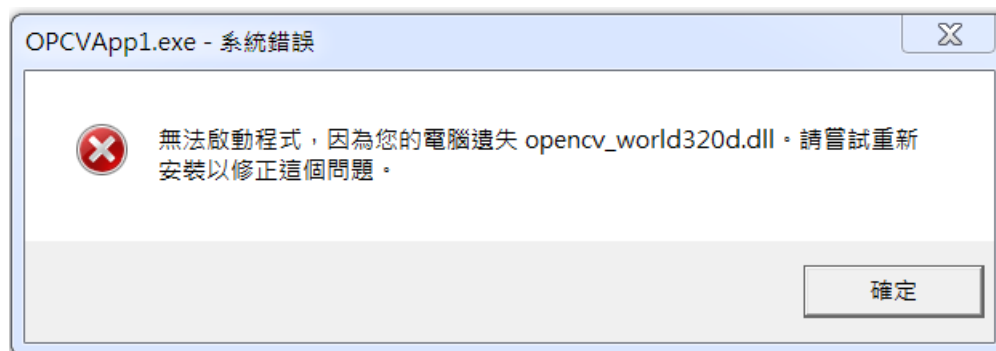 OPCVApp1.exe - 系統錯誤
無法啟動程式，因為您的電腦遺失 opencv_world320d.dll。請嘗試重新
安裝以修正這個問題。
確定